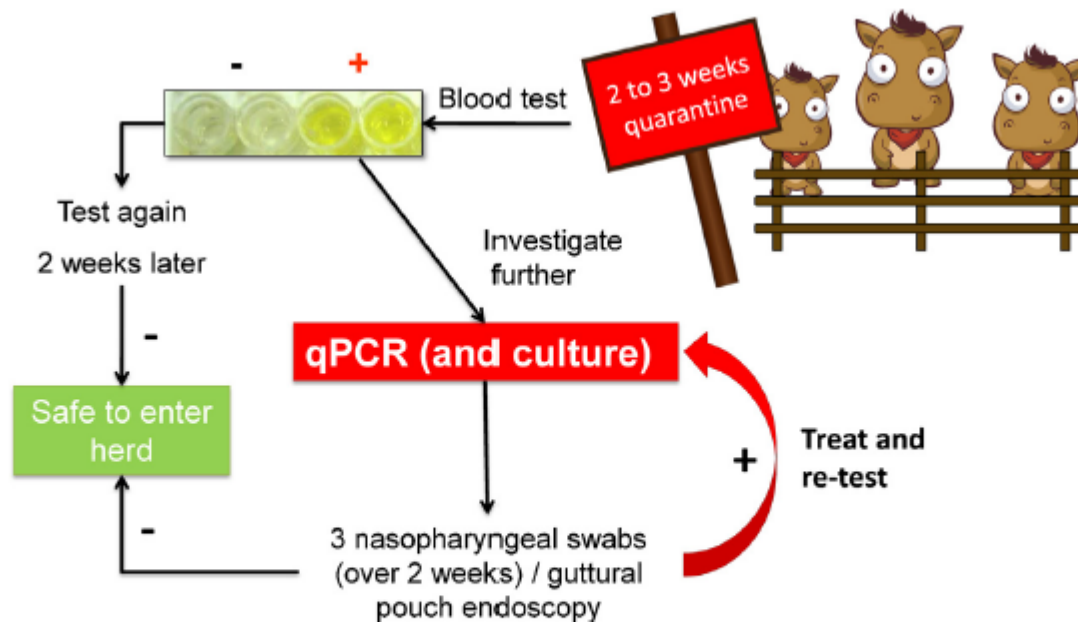 -
+
Blood test
2 to 3 weeks
quarantine
Test again
2 weeks later
Investigate
further
-
qPCR (and culture)
Safe to enter
herd
+
Treat and
re-test
-
3 nasopharyngeal swabs
(over 2 weeks) / guttural
pouch endoscopy